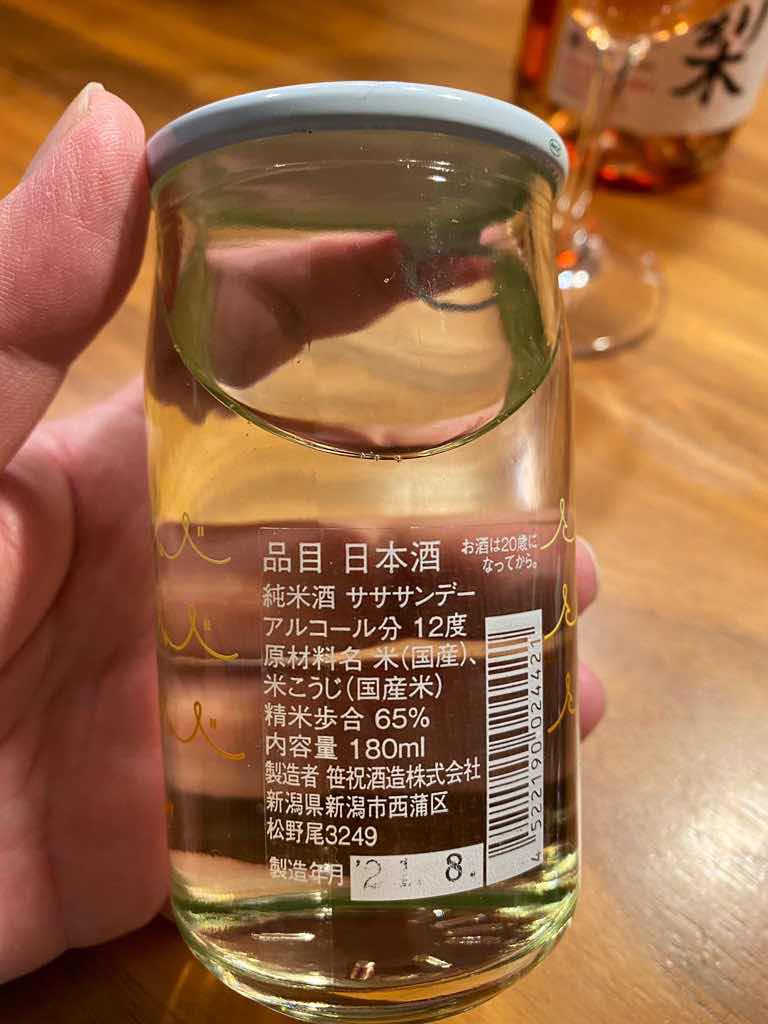 品目 日本酒
お酒は20歳に
なってから。
純米酒 サササンデー
アルコール分 12度
原材料名 米(国産)、
米こうじ(国産米)
精米歩合 65%
内容量 180ml
製造者 笹祝酒造株式会社
新潟県新潟市西蒲区
松野尾3249
製造年月 '21. 8.
4522190024421
梨